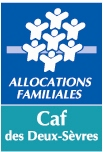 ALLOCATIONS
FAMILIALES
Caf
des Deux-Sèvres